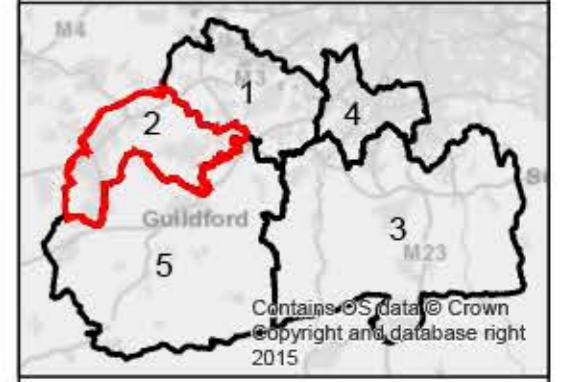 M4
M3
1
4
2
Guildford
3
5
M23
Contains OS data © Crown
Copyright and database right
2015